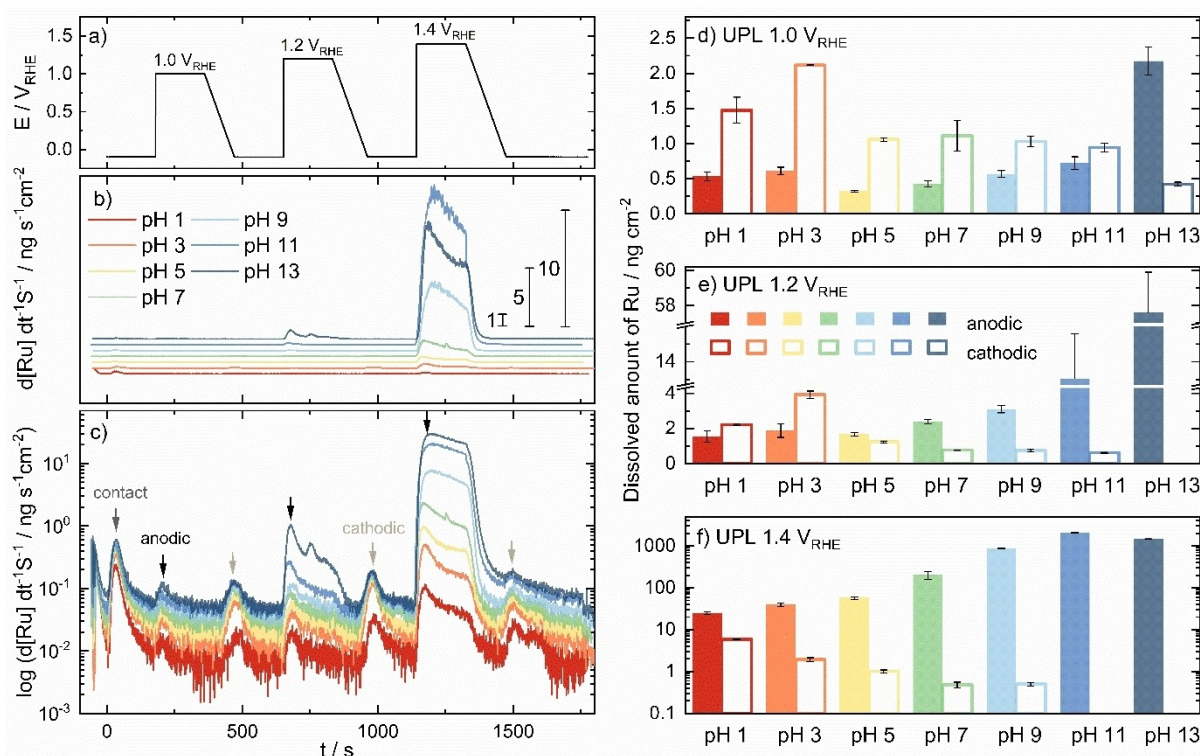 a)
1.0 V_RHE
1.2 V_RHE
1.4 V_RHE
E / V_RHE
1.5
1.0
0.5
0.0
b)
pH 1
pH 3
pH 5
pH 7
pH 9
pH 11
pH 13
1
5
10
d[Ru] dt⁻¹S⁻¹ / ng s⁻¹cm⁻²
c)
contact
anodic
cathodic
log (d[Ru] dt⁻¹S⁻¹ / ng s⁻¹cm⁻²)
10¹
10⁰
10⁻¹
10⁻²
10⁻³
0 500 1000 1500
t / s
d) UPL 1.0 V_RHE
2.5
2.0
1.5
1.0
0.5
0.0
pH 1 pH 3 pH 5 pH 7 pH 9 pH 11 pH 13
Dissolved amount of Ru / ng cm⁻²
e) UPL 1.2 V_RHE
anodic
cathodic
60
58
14
4
2
0
pH 1 pH 3 pH 5 pH 7 pH 9 pH 11 pH 13
f) UPL 1.4 V_RHE
1000
100
10
1
0.1
pH 1 pH 3 pH 5 pH 7 pH 9 pH 11 pH 13